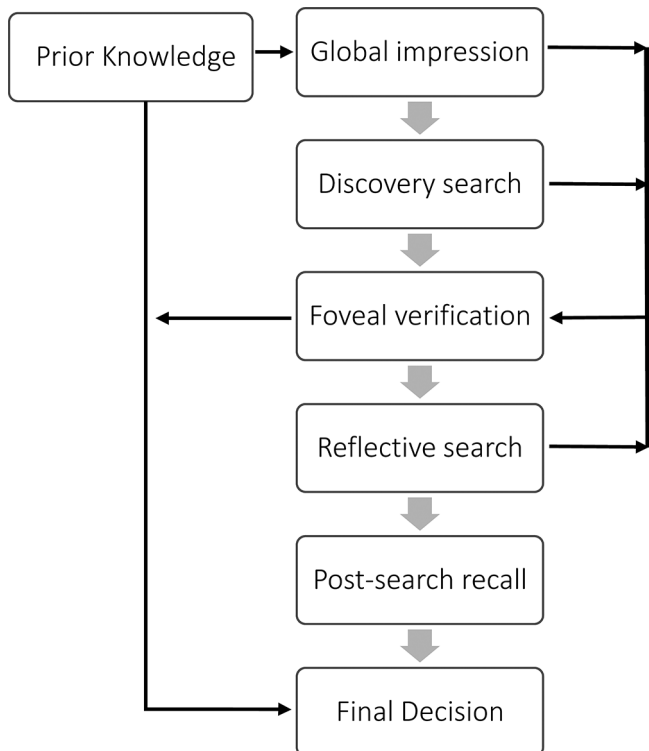 Prior Knowledge
Global impression
Discovery search
Foveal verification
Reflective search
Post-search recall
Final Decision